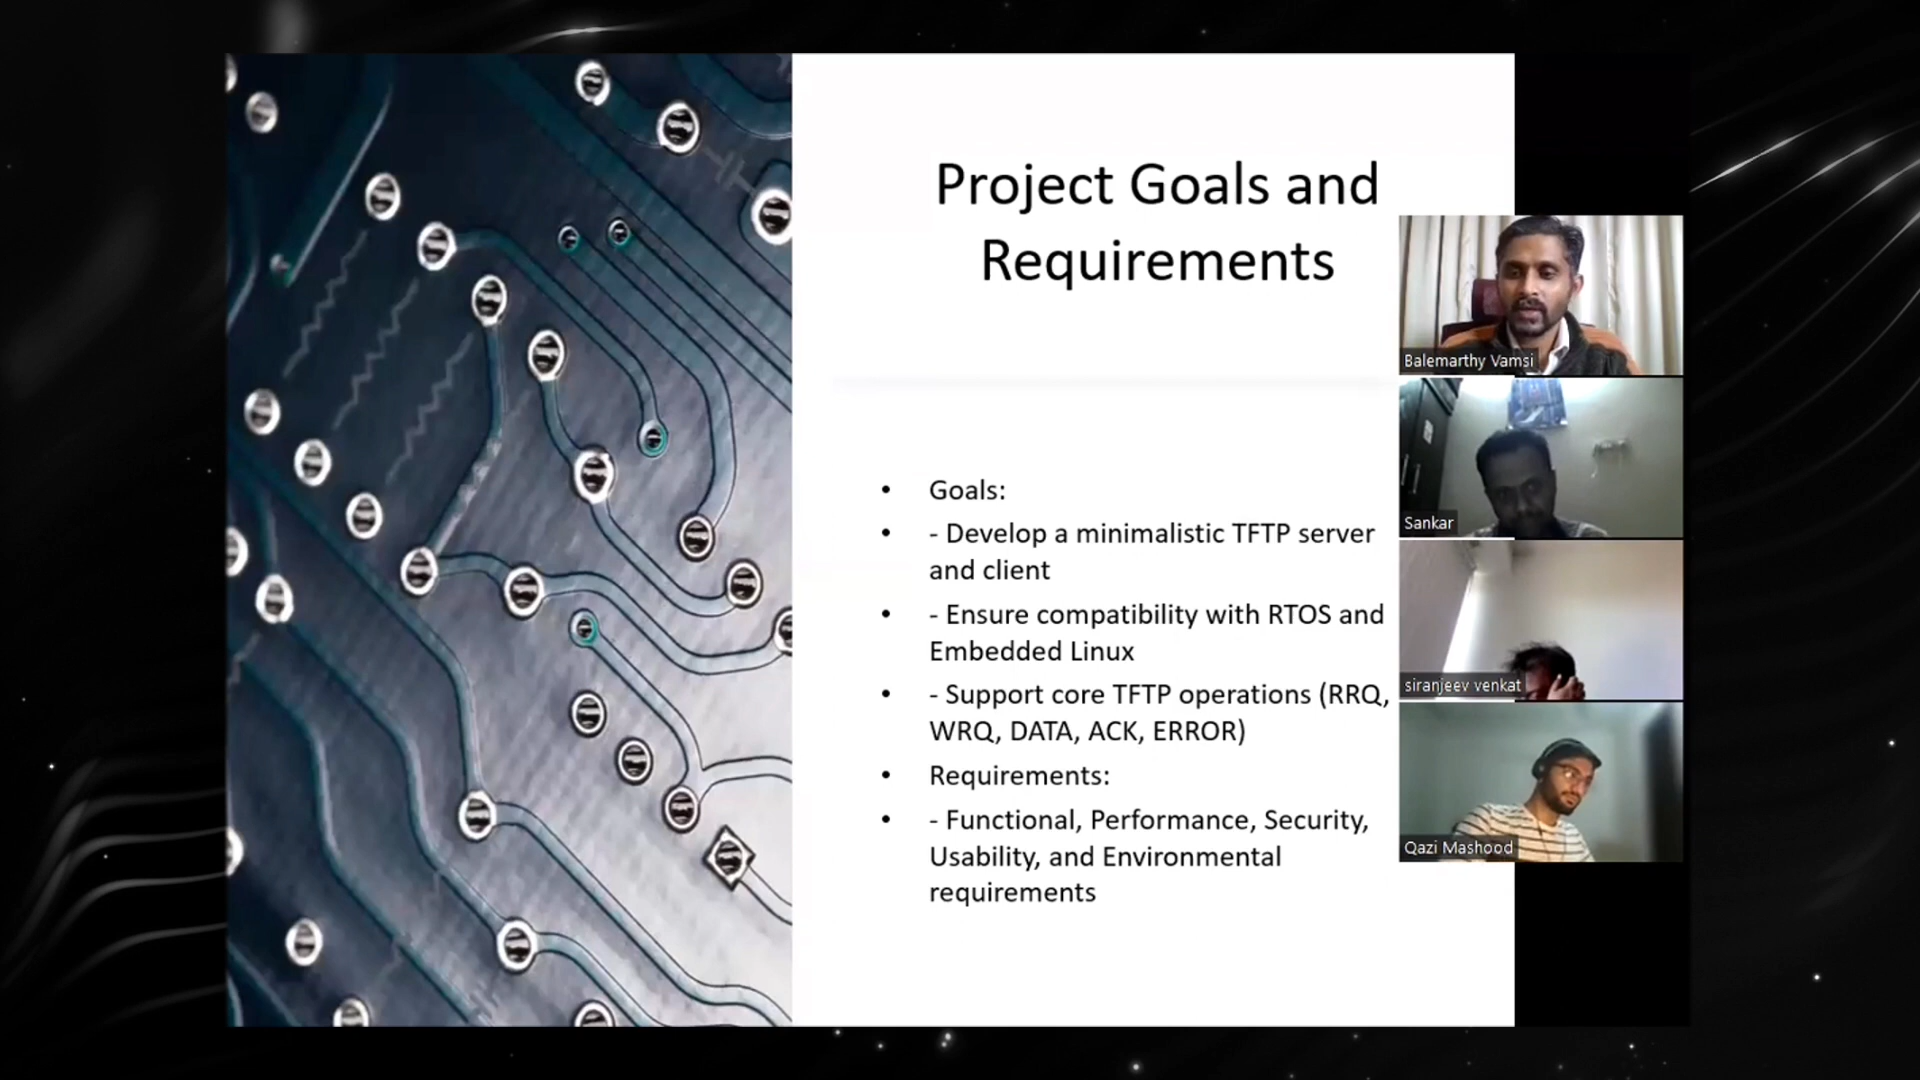 Project Goals and
Requirements
• Goals:
• - Develop a minimalistic TFTP server
and client
• - Ensure compatibility with RTOS and
Embedded Linux
• - Support core TFTP operations (RRQ,
WRQ, DATA, ACK, ERROR)
• Requirements:
• - Functional, Performance, Security,
Usability, and Environmental
requirements
Balemarthy Vamsi
Sankar
siranjeev venkat
Qazi Mashood